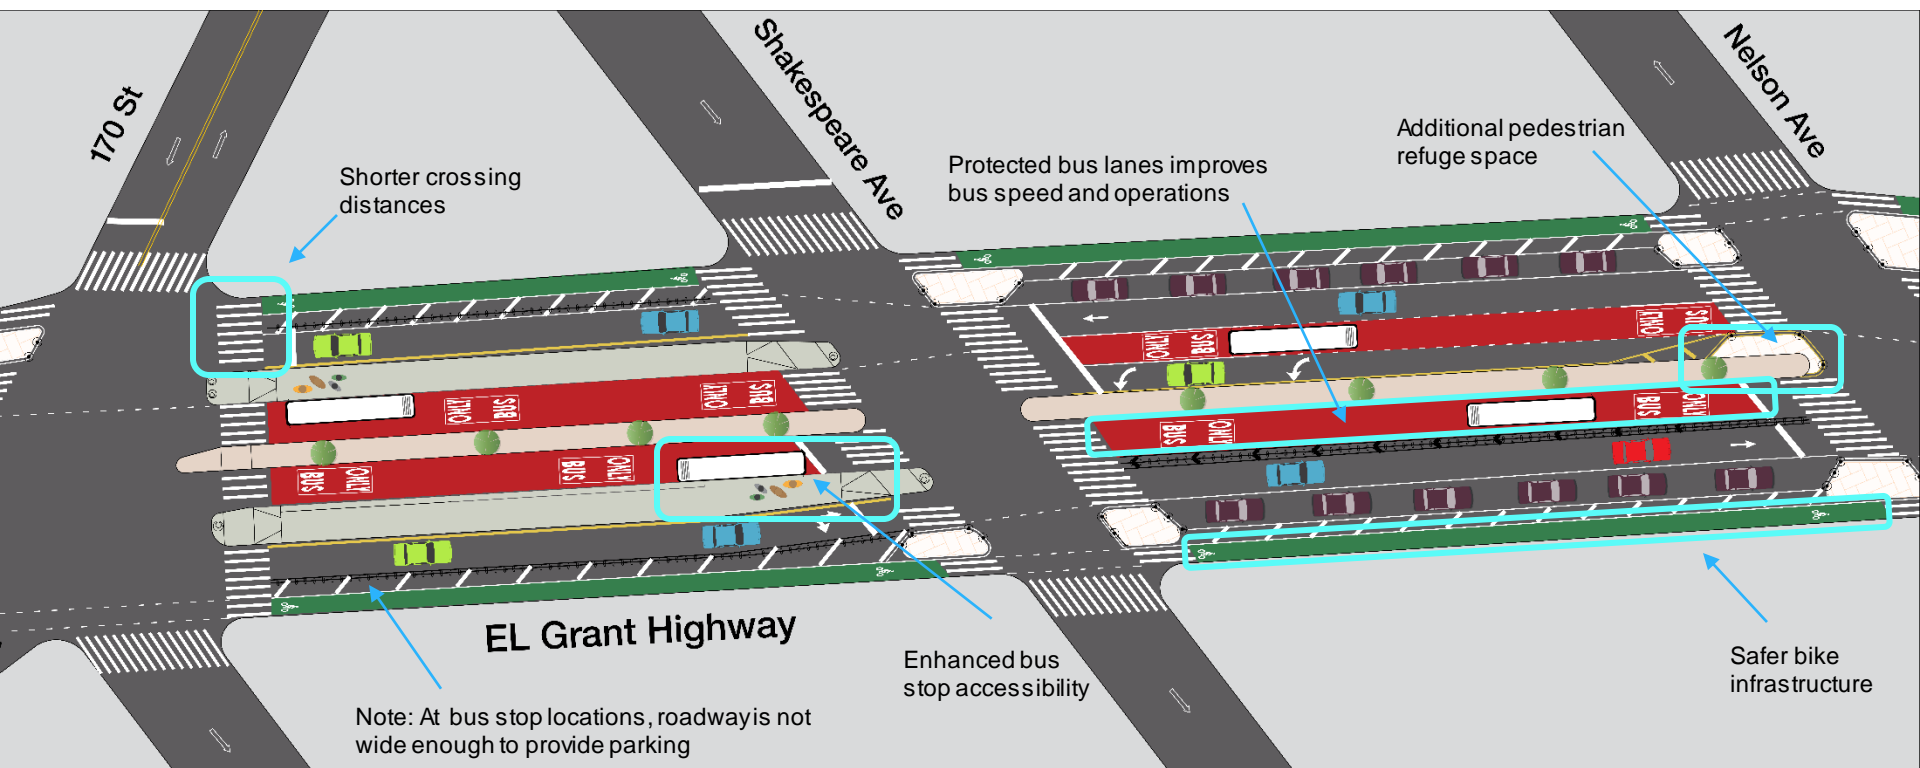 170 St
Shakespeare Ave
Nelson Ave
Shorter crossing
distances
Protected bus lanes improves
bus speed and operations
Additional pedestrian
refuge space
BUS
ONLY
BUS
ONLY
BUS
ONLY
BUS
ONLY
ONLY
BUS
ONLY
BUS
BUS
ONLY
BUS
ONLY
EL Grant Highway
Enhanced bus
stop accessibility
Safer bike
infrastructure
Note: At bus stop locations, roadway is not
wide enough to provide parking